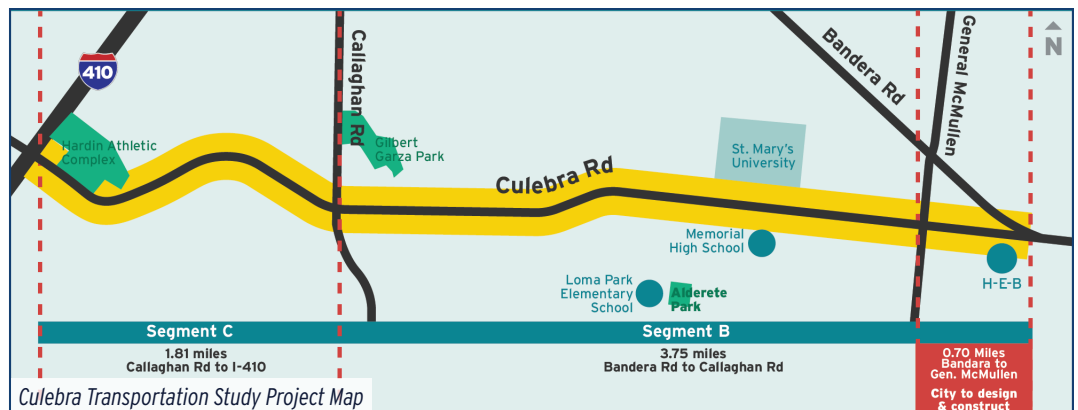 410
Callaghan Rd
Bandera Rd
General McMullen
N
Hardin Athletic
Complex
Gilbert
Garza Park
Culebra Rd
St. Mary's
University
Memorial
High School
Loma Park
Elementary
School
Alderete
Park
H-E-B
Segment C
Segment B
1.81 miles
Callaghan Rd to I-410
3.75 miles
Bandera Rd to Callaghan Rd
0.70 Miles
Bandara to
Gen. McMullen
City to design
& construct
Culebra Transportation Study Project Map